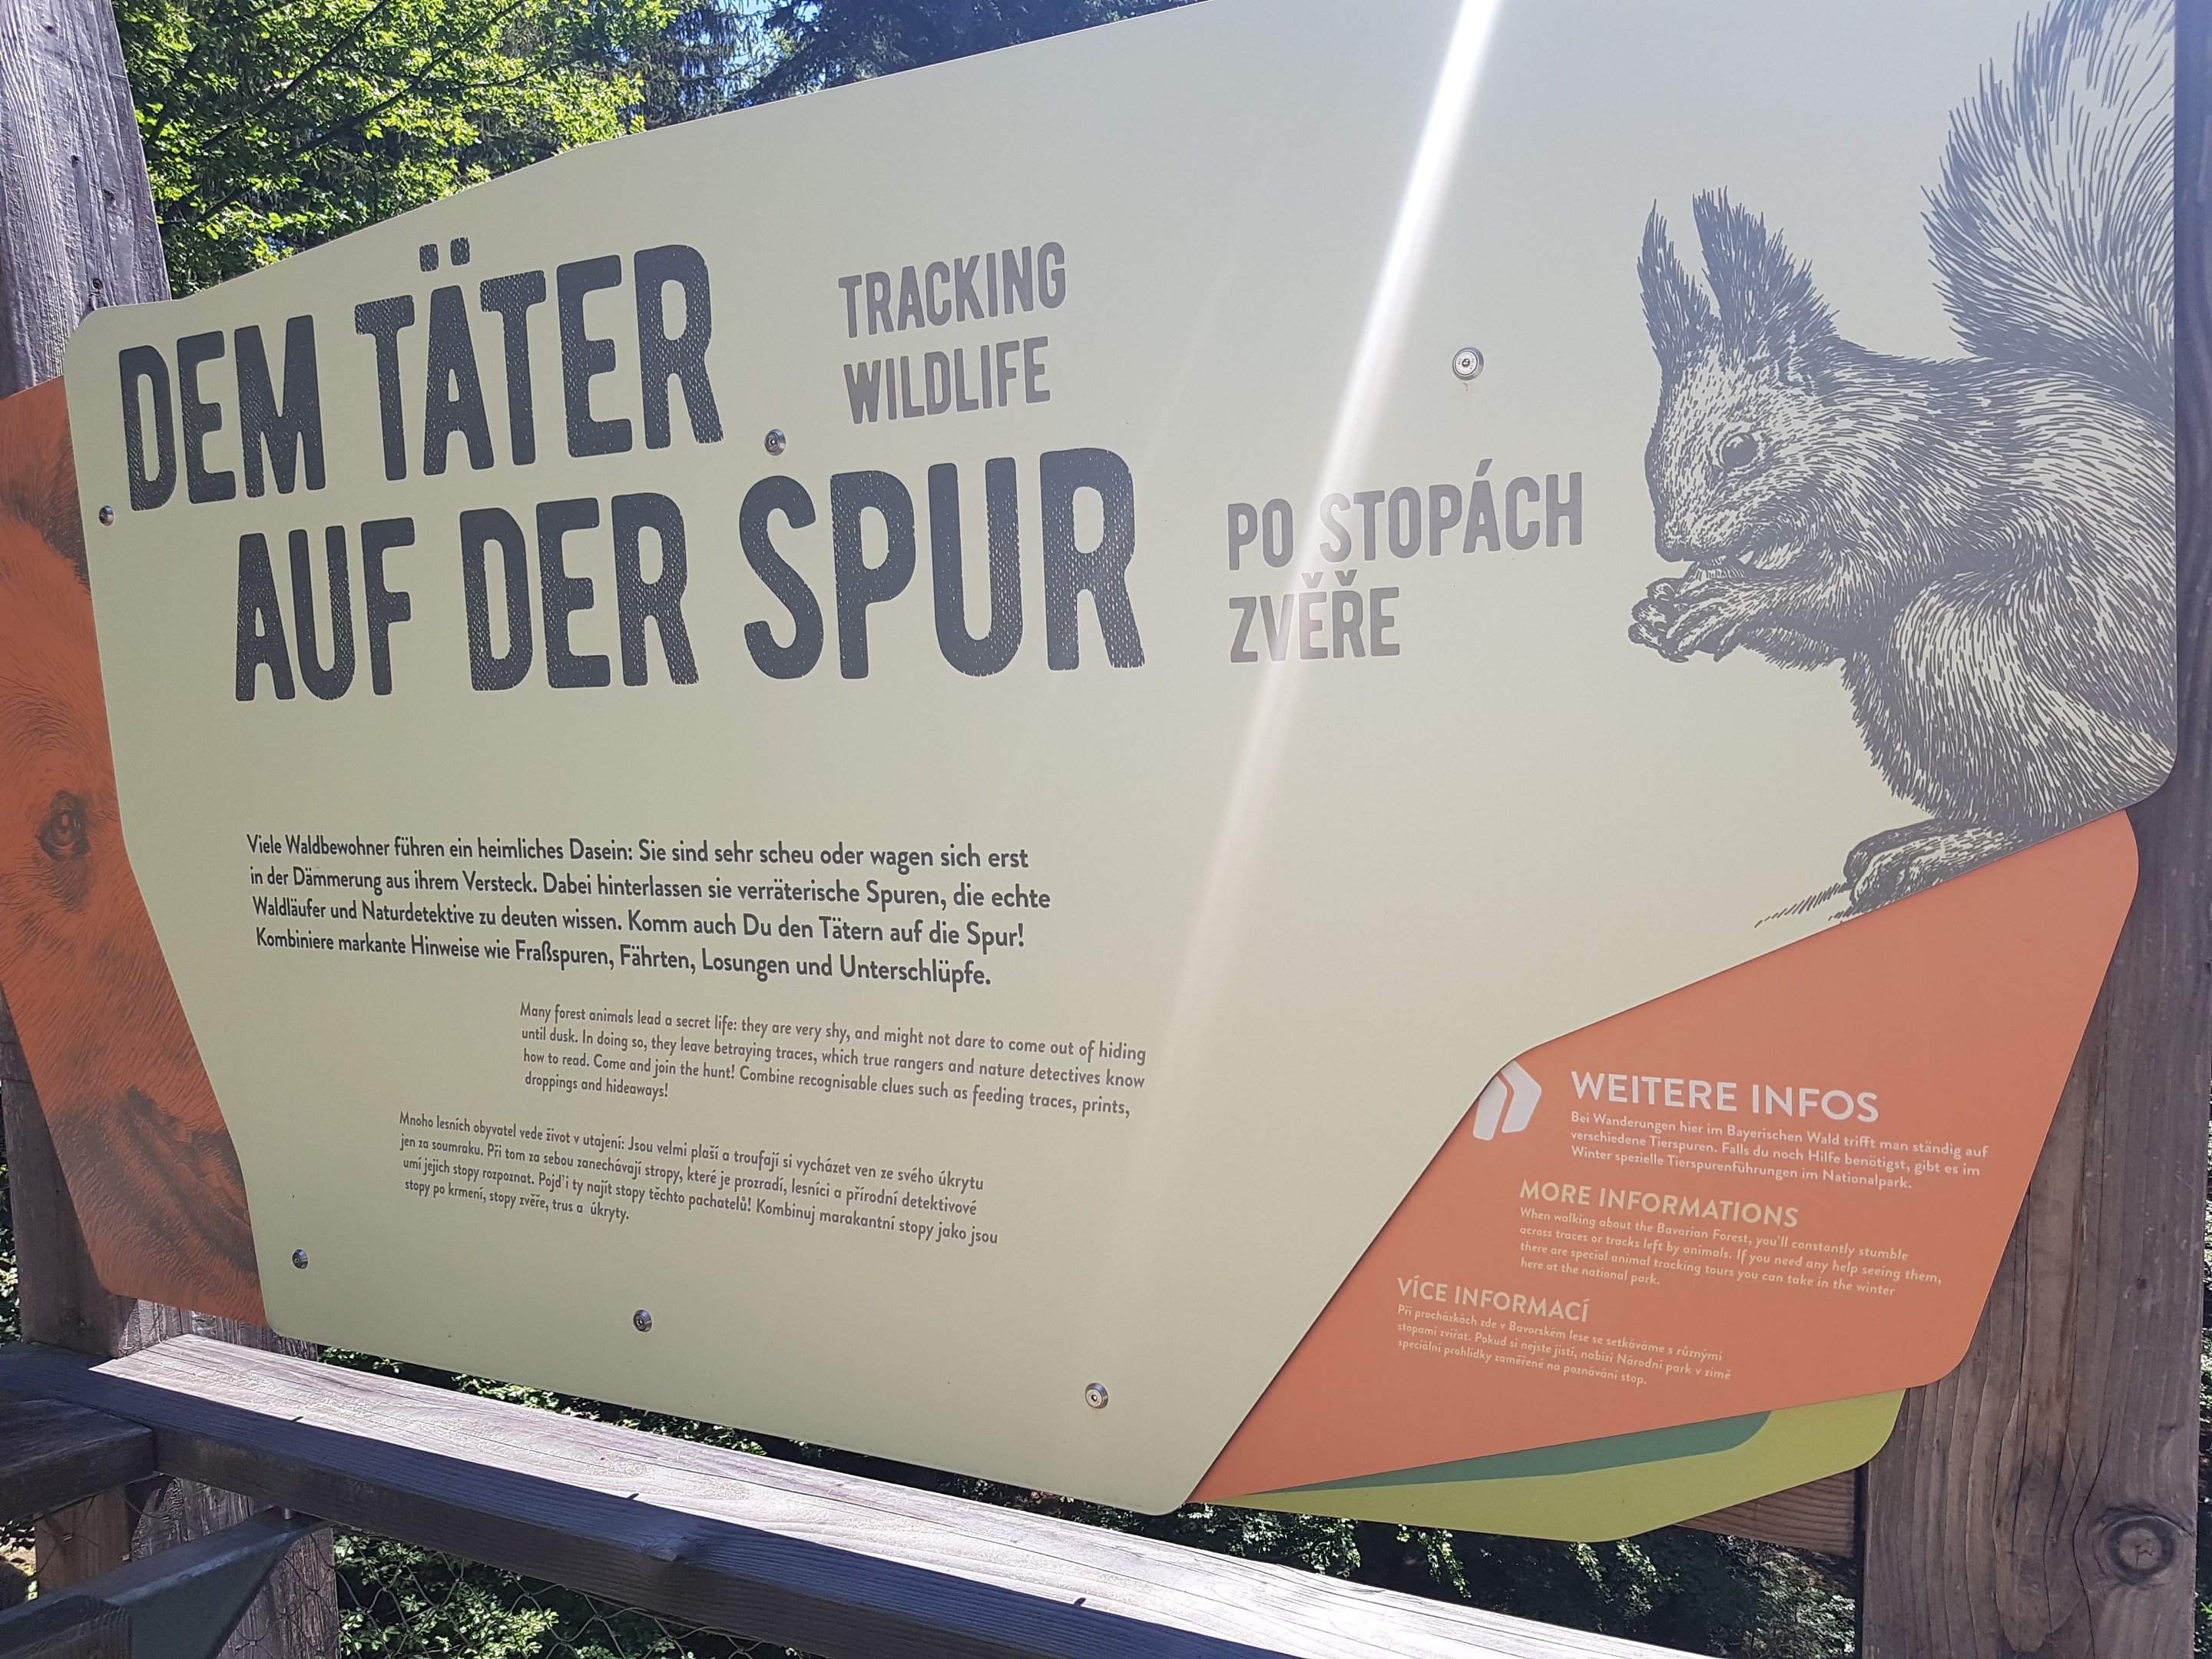 DEM TÄTER
AUF DER SPUR
TRACKING
WILDLIFE
PO STOPÁCH
ZVĚŘE
Viele Waldbewohner führen ein heimliches Dasein: Sie sind sehr scheu oder wagen sich erst
in der Dämmerung aus ihrem Versteck. Dabei hinterlassen sie verräterische Spuren, die echte
Waldläufer und Naturdetektive zu deuten wissen. Komm auch Du den Tätern auf die Spur!
Kombiniere markante Hinweise wie Fraßspuren, Fährten, Losungen und Unterschlüpfe.
Many forest animals lead a secret life: they are very shy, and might not dare to come out of hiding
until dusk. In doing so, they leave betraying traces, which true rangers and nature detectives know
how to read. Come and join the hunt! Combine recognisable clues such as feeding traces, prints,
droppings and hideaways!
Mnoho lesních obyvatel vede život v utajení: Jsou velmi plaší a troufají si vycházet ven ze svého úkrytu
jen za soumraku. Při tom za sebou zanechávají stropy, které je prozradí, lesníci a přírodní detektivové
umí jejich stopy rozpoznat. Pojd'i ty najít stopy těchto pachatelů! Kombinuj marakantní stopy jako jsou
stopy po krmení, stopy zvěře, trus a úkryty.
WEITERE INFOS
Bei Wanderungen hier im Bayerischen Wald trifft man ständig auf
verschiedene Tierspuren. Falls du noch Hilfe benötigst, gibt es im
Winter spezielle Tierspurenführungen im Nationalpark.
MORE INFORMATIONS
When walking about the Bavarian Forest, you'll constantly stumble
across traces or tracks left by animals. If you need any help seeing them,
there are special animal tracking tours you can take in the winter
here at the national park.
VÍCE INFORMACÍ
Při procházkách zde v Bavorském lese se setkáváme s různými
stopami zvířat. Pokud si nejste jistí, nabízí Národní park v zimě
speciální prohlídky zaměřené na poznávání stop.